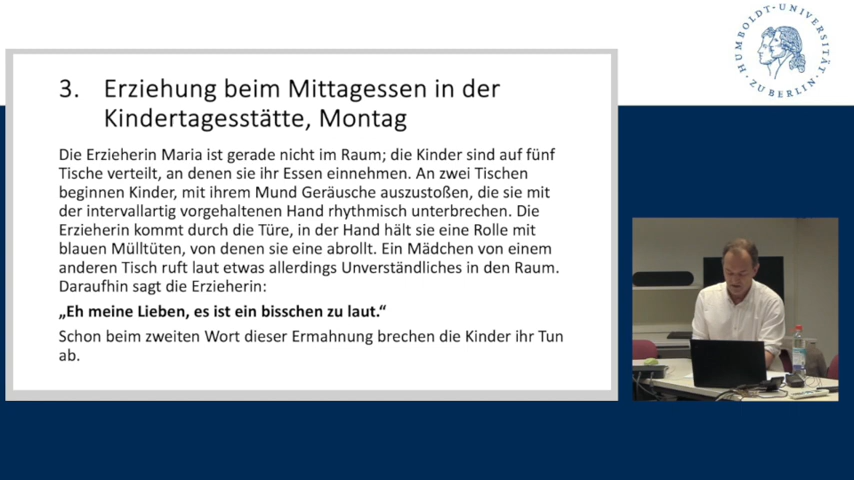 HUMBOLDT-UNIVERSITÄT
ZU BERLIN
3. Erziehung beim Mittagessen in der
Kindertagesstätte, Montag
Die Erzieherin Maria ist gerade nicht im Raum; die Kinder sind auf fünf
Tische verteilt, an denen sie ihr Essen einnehmen. An zwei Tischen
beginnen Kinder, mit ihrem Mund Geräusche auszustoßen, die sie mit
der intervallartig vorgehaltenen Hand rhythmisch unterbrechen. Die
Erzieherin kommt durch die Türe, in der Hand hält sie eine Rolle mit
blauen Mülltüten, von denen sie eine abrollt. Ein Mädchen von einem
anderen Tisch ruft laut etwas allerdings Unverständliches in den Raum.
Daraufhin sagt die Erzieherin:
„Eh meine Lieben, es ist ein bisschen zu laut.“
Schon beim zweiten Wort dieser Ermahnung brechen die Kinder ihr Tun
ab.